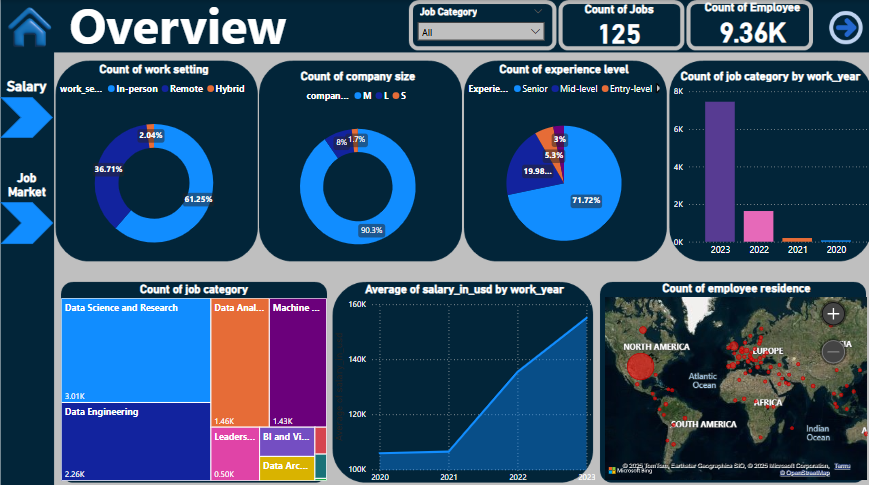 Overview
Job Category
All
Count of Jobs
125
Count of Employee
9.36K
Salary
Job
Market
Count of work setting
work_se... In-person Remote Hybrid
2.04%
36.71%
61.25%
Count of company size
compan... M L S
8% 1.7%
90.3%
Count of experience level
Experie... Senior Mid-level Entry-level
3%
5.3%
19.98...
71.72%
Count of job category by work_year
8K
6K
4K
2K
0K
2023 2022 2021 2020
Count of job category
Data Science and Research
3.01K
Data Engineering
2.26K
Data Anal...
1.46K
Machine ...
1.43K
Leaders...
0.50K
BI and Vi...
Data Arc...
Average of salary_in_usd by work_year
160K
140K
120K
100K
2020 2021 2022 2023
Count of employee residence
NORTH AMERICA
EUROPE
IA
Atlantic
Ocean
AFRICA
SOUTH AMERICA
Indian
Ocean
A
© 2025 TomTom, Earthstar Geographics SIO, © 2025 Microsoft Corporation, Terms
Microsoft Bing
© OpenStreetMap